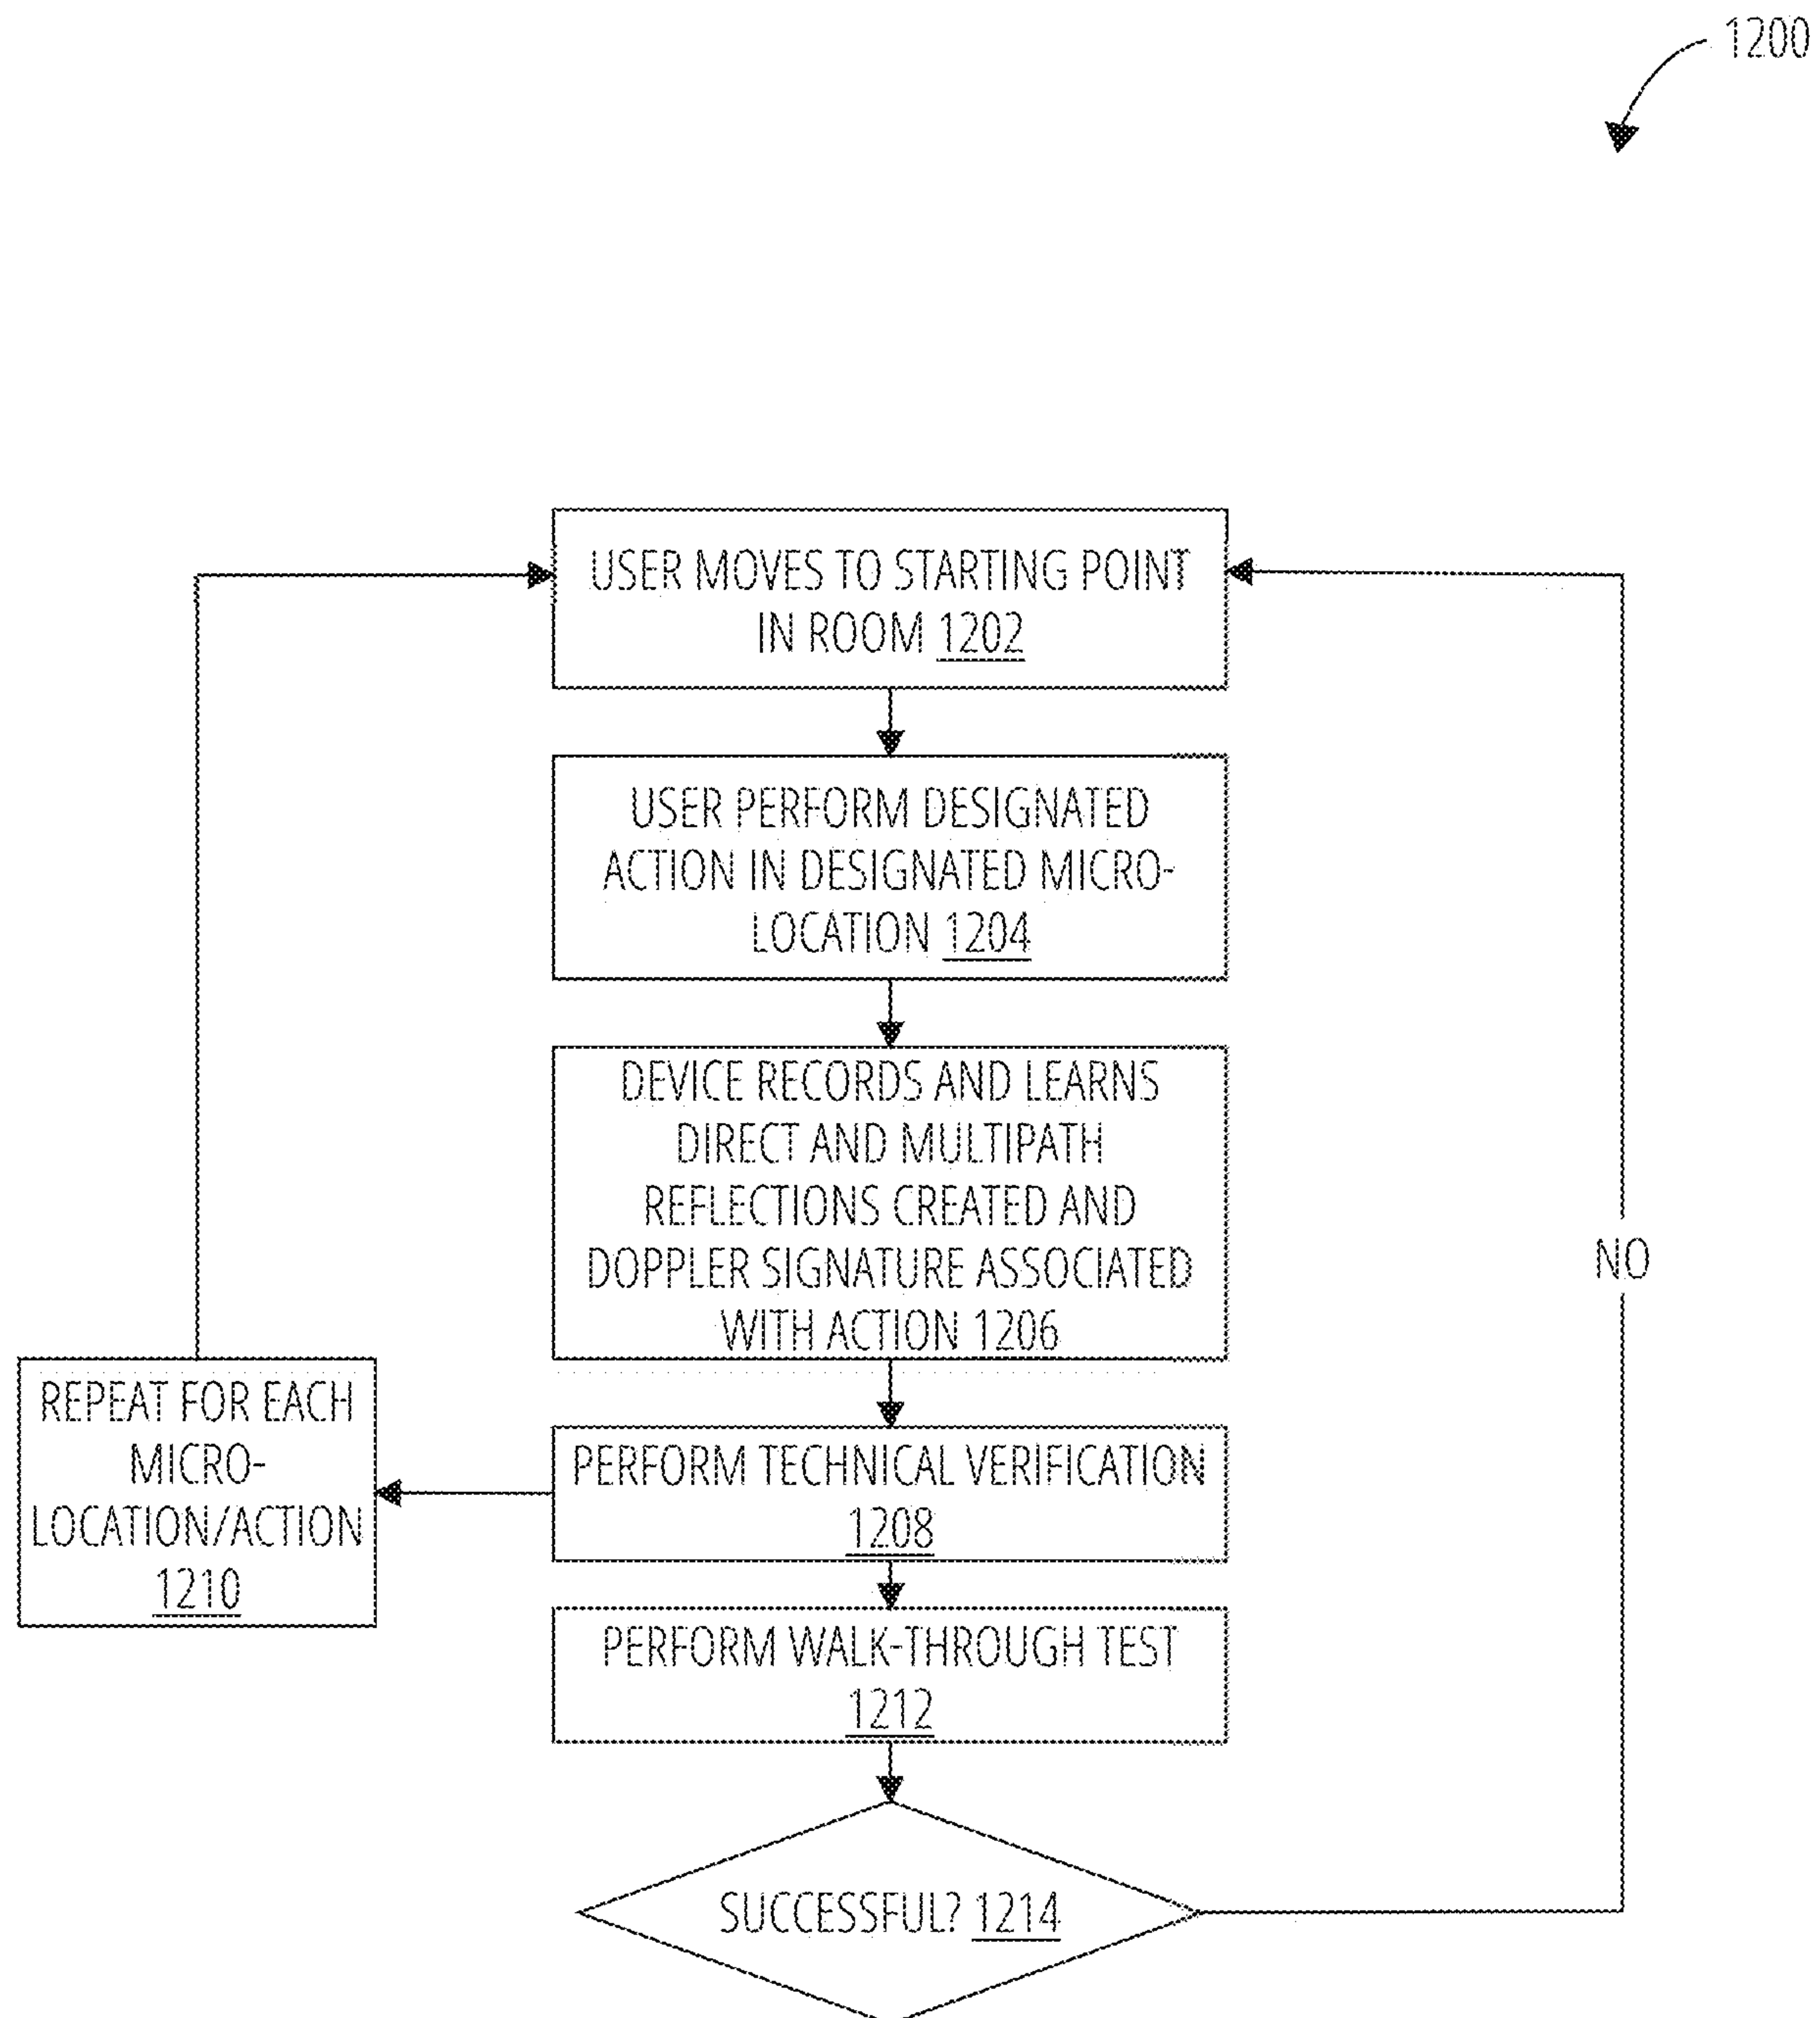 1200
USER MOVES TO STARTING POINT
IN ROOM 1202
USER PERFORM DESIGNATED
ACTION IN DESIGNATED MICRO-
LOCATION 1204
DEVICE RECORDS AND LEARNS
DIRECT AND MULTIPATH
REFLECTIONS CREATED AND
DOPPLER SIGNATURE ASSOCIATED
WITH ACTION 1206
NO
REPEAT FOR EACH
MICRO-
LOCATION/ACTION
1210
PERFORM TECHNICAL VERIFICATION
1208
PERFORM WALK-THROUGH TEST
1212
SUCCESSFUL? 1214